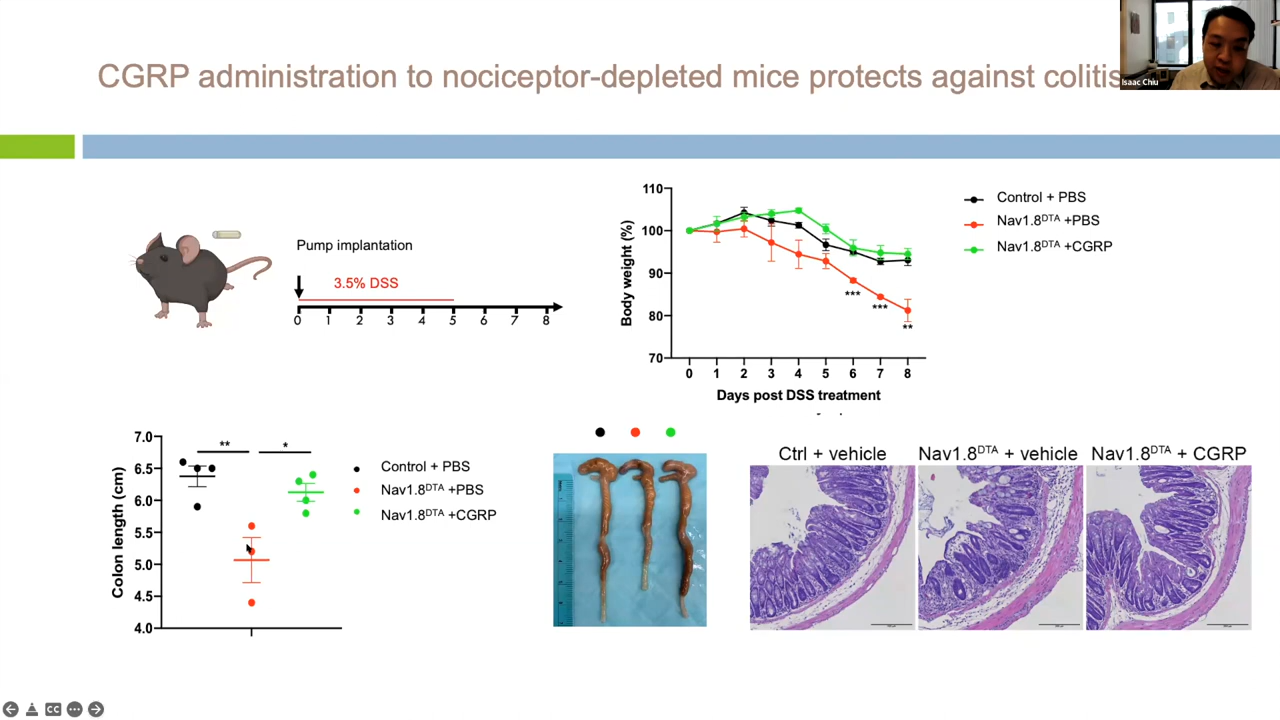 CGRP administration to nociceptor-depleted mice protects against colitis
Isaac Chiu
Pump implantation
3.5% DSS
0 1 2 3 4 5 6 7 8
110
100
90
80
70
Body weight (%)
0 1 2 3 4 5 6 7 8
Days post DSS treatment
***
***
**
Control + PBS
Nav1.8DTA +PBS
Nav1.8DTA +CGRP
7.0
6.5
6.0
5.5
5.0
4.5
4.0
Colon length (cm)
**
*
Control + PBS
Nav1.8DTA +PBS
Nav1.8DTA +CGRP
Ctrl + vehicle
Nav1.8DTA + vehicle
Nav1.8DTA + CGRP
CC